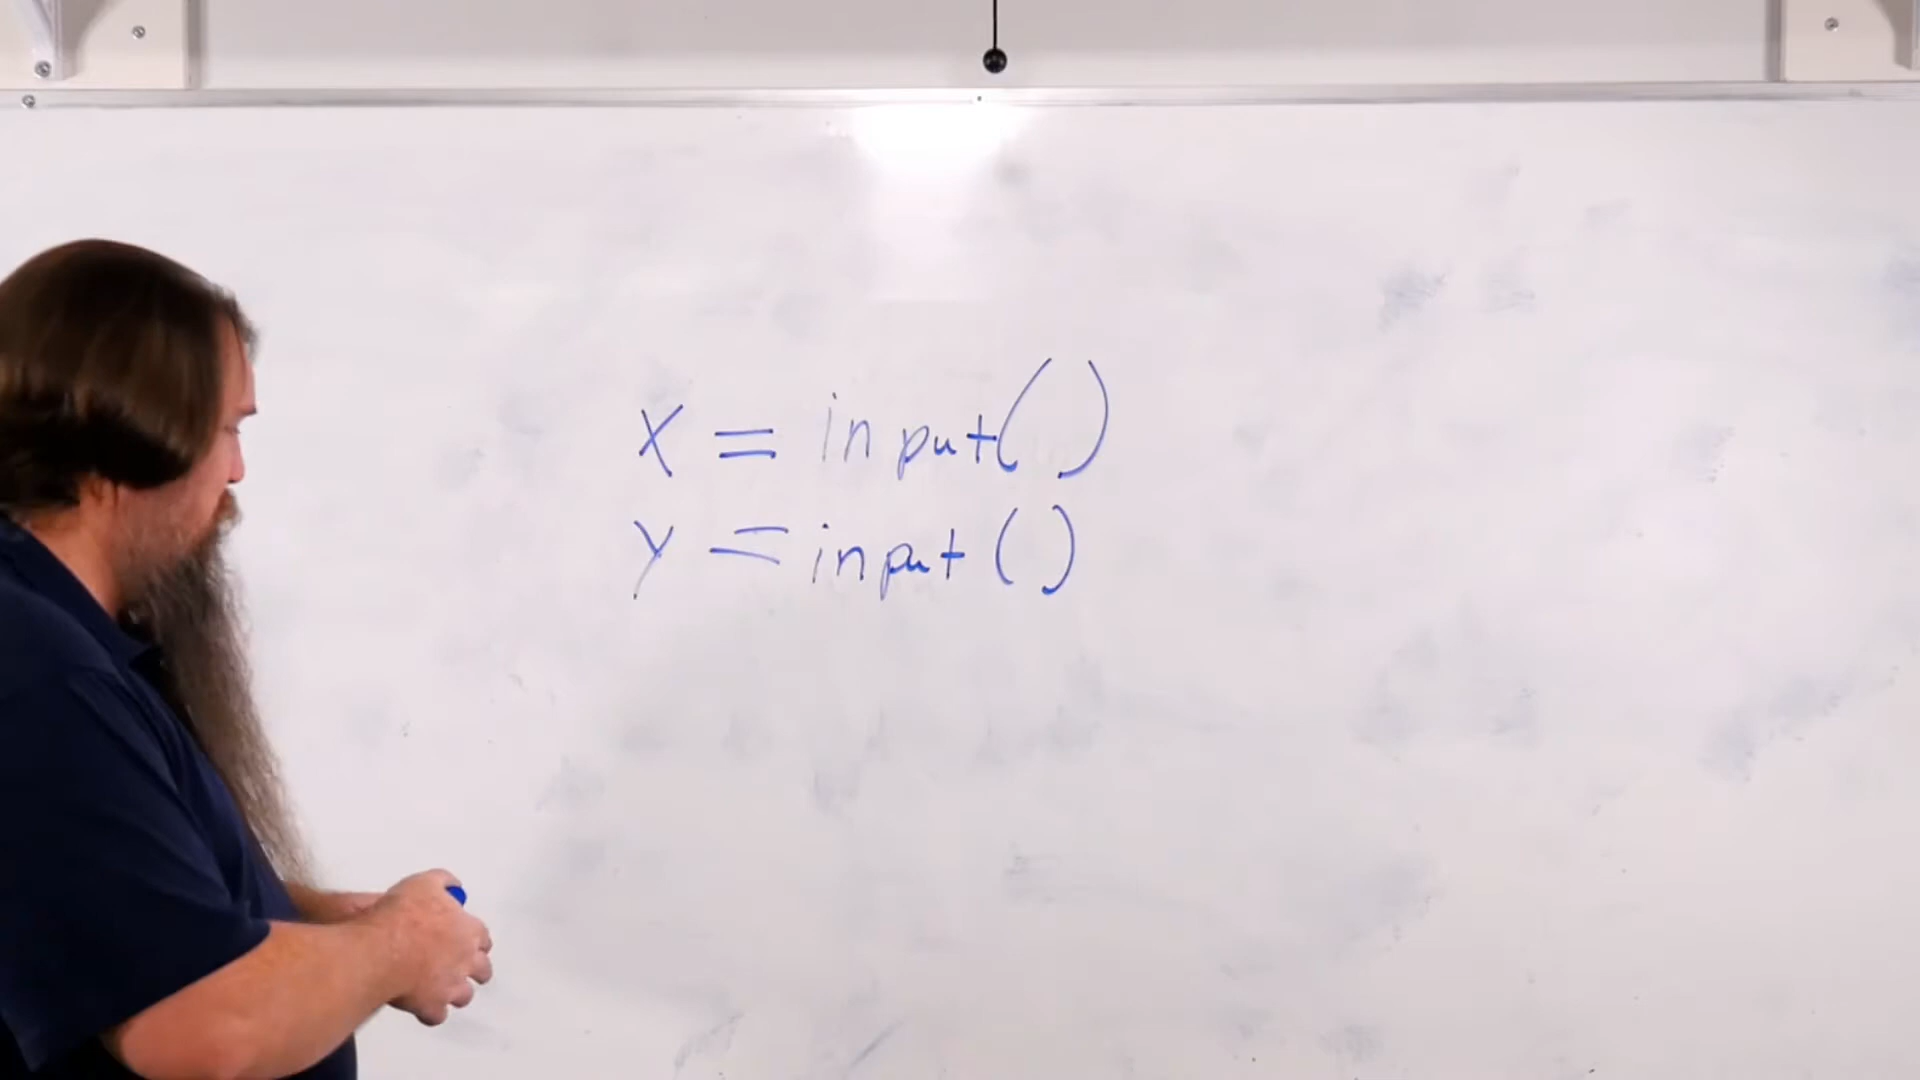 x = input()
y = input()